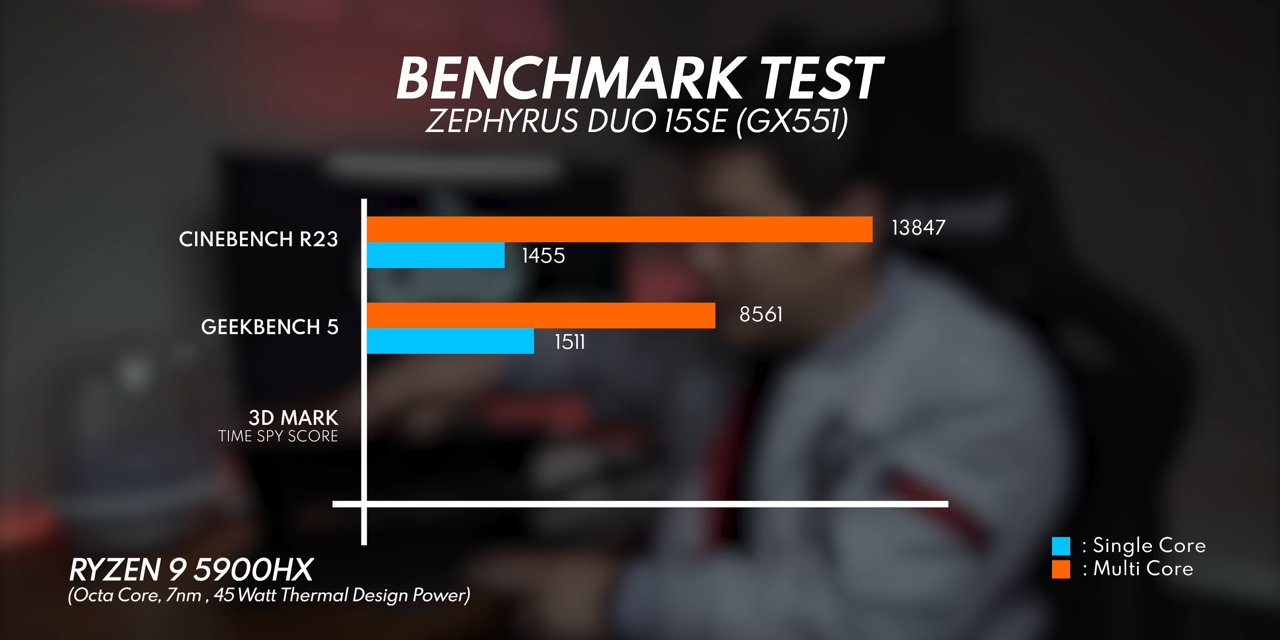 BENCHMARK TEST
ZEPHYRUS DUO 15SE (GX551)
CINEBENCH R23
13847
1455
GEEKBENCH 5
8561
1511
3D MARK
TIME SPY SCORE
RYZEN 9 5900HX
(Octa Core, 7nm , 45 Watt Thermal Design Power)
: Single Core
: Multi Core